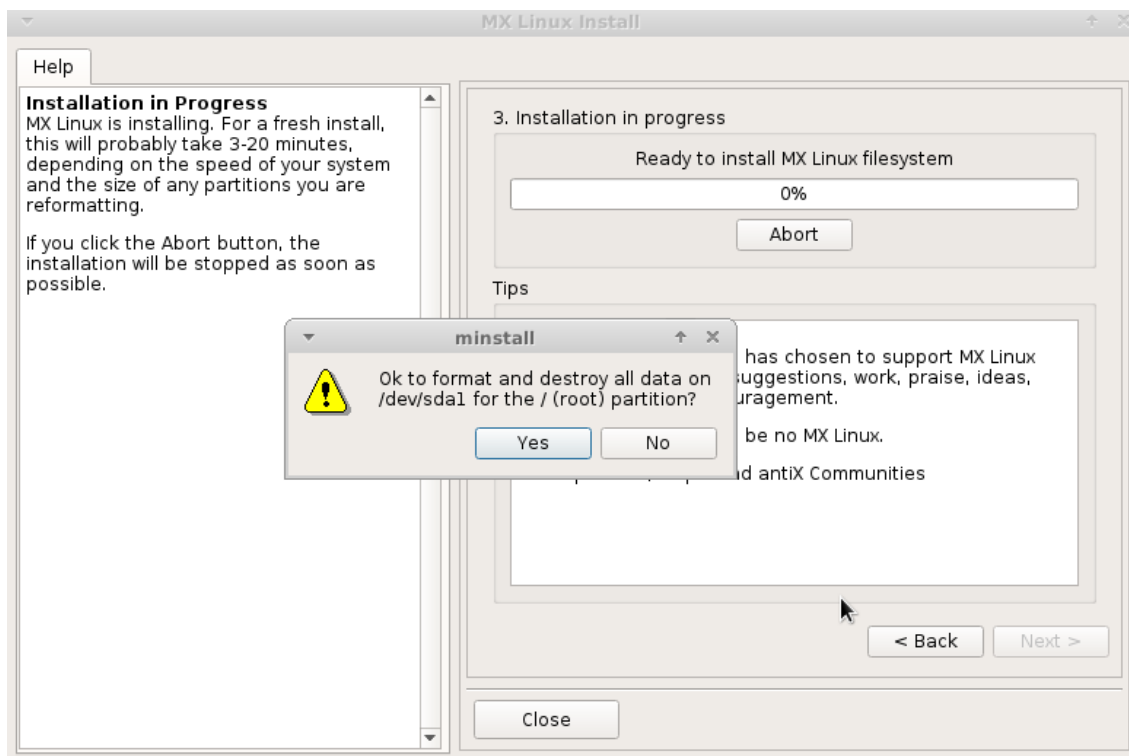 MX Linux Install
Help
Installation in Progress
MX Linux is installing. For a fresh install,
this will probably take 3-20 minutes,
depending on the speed of your system
and the size of any partitions you are
reformatting.
If you click the Abort button, the
installation will be stopped as soon as
possible.
3. Installation in progress
Ready to install MX Linux filesystem
0%
Abort
Tips
has chosen to support MX Linux
suggestions, work, praise, ideas,
be no MX Linux.
antiX Communities
minstall
Ok to format and destroy all data on
/dev/sda1 for the / (root) partition?
Yes
No
< Back
Next >
Close